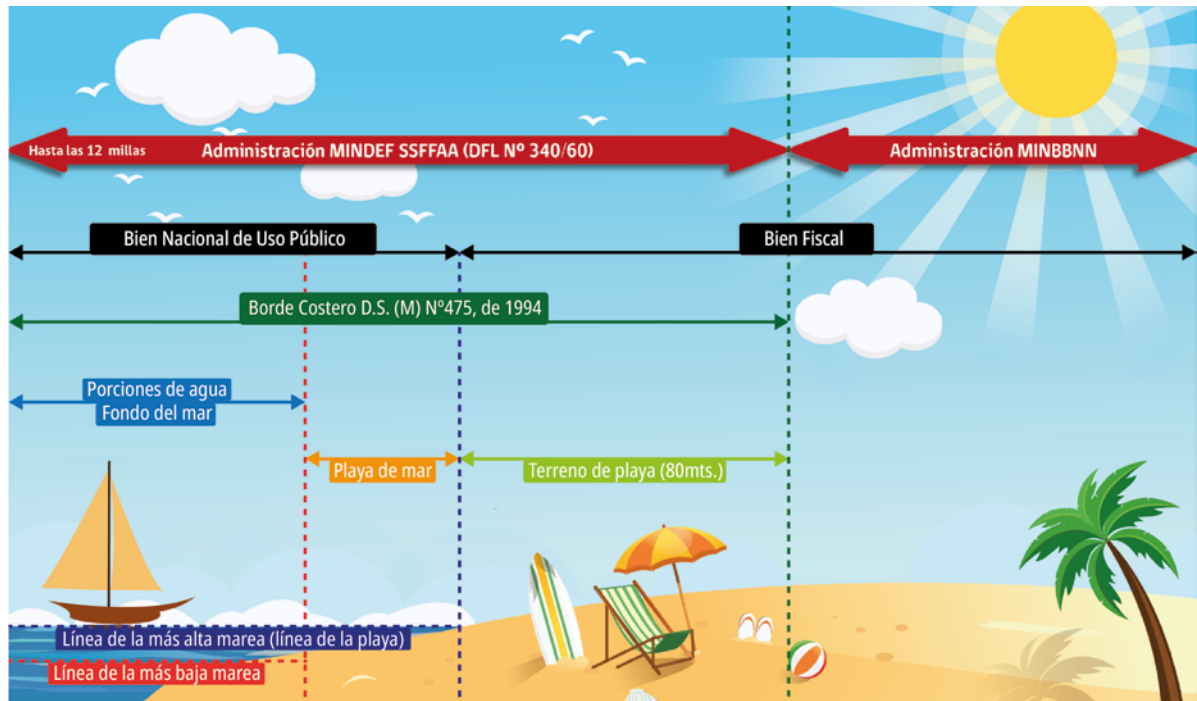 Hasta las 12 millas
Administración MINDEF SSFFAA (DFL Nº 340/60)
Administración MINBBNN
Bien Nacional de Uso Público
Bien Fiscal
Borde Costero D.S. (M) Nº475, de 1994
Porciones de agua
Fondo del mar
Playa de mar
Terreno de playa (80mts.)
Línea de la más alta marea (línea de la playa)
Línea de la más baja marea